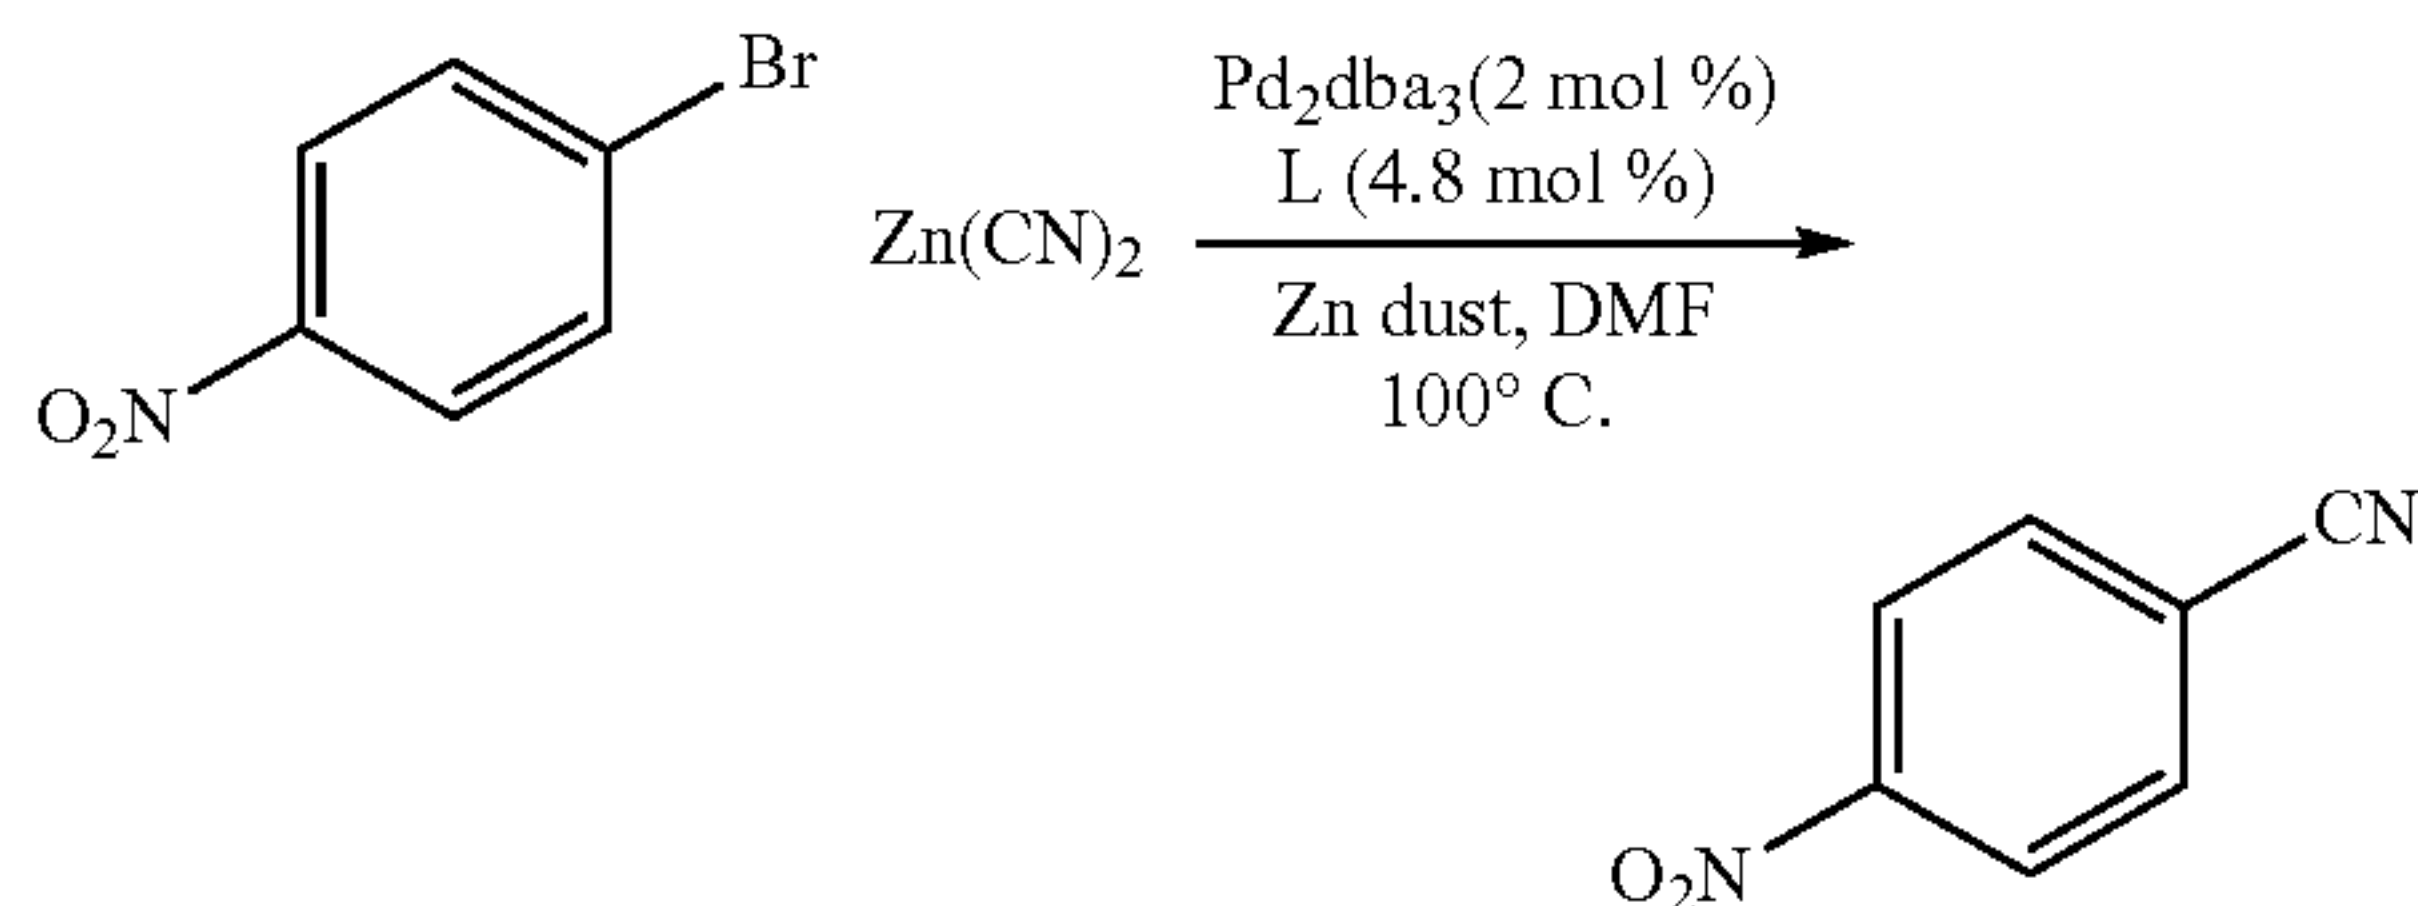 Br
Pd₂dba₃(2 mol %)
L (4.8 mol %)
Zn(CN)₂
Zn dust, DMF
100° C.
O₂N
CN
O₂N